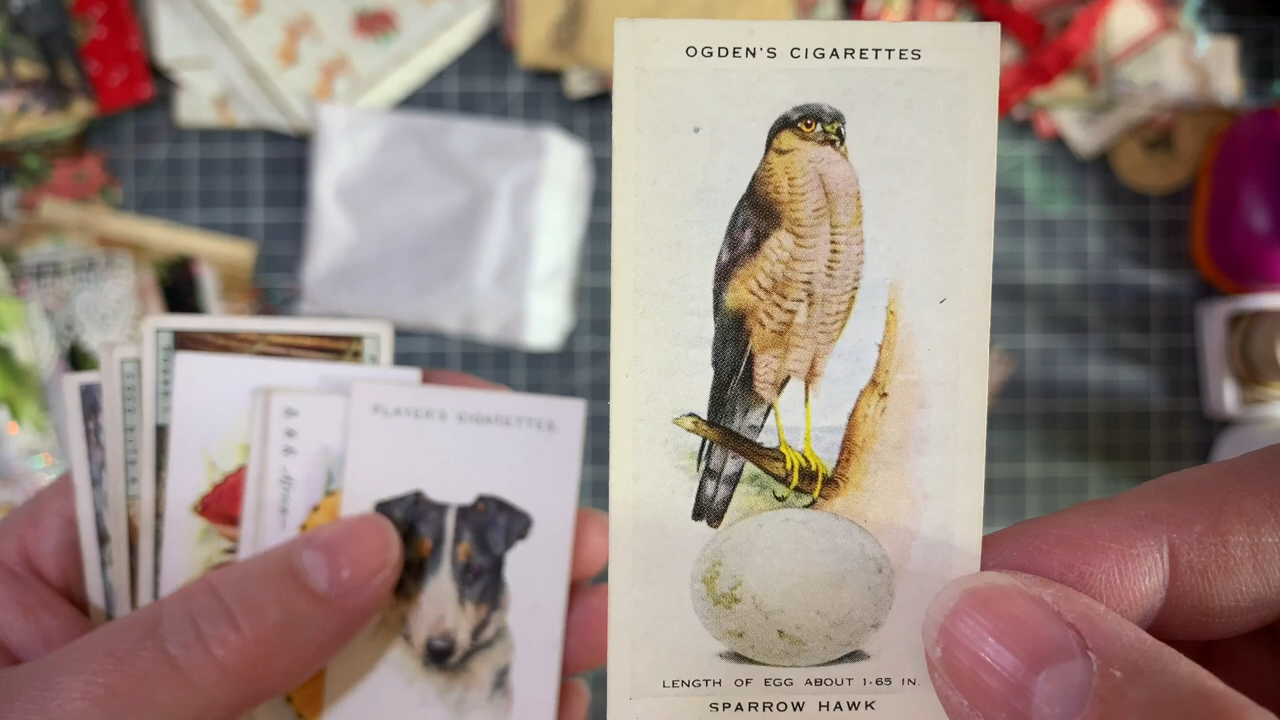 OGDEN'S CIGARETTES
LENGTH OF EGG ABOUT 1·65 IN.
SPARROW HAWK
PLAYER'S CIGARETTES.